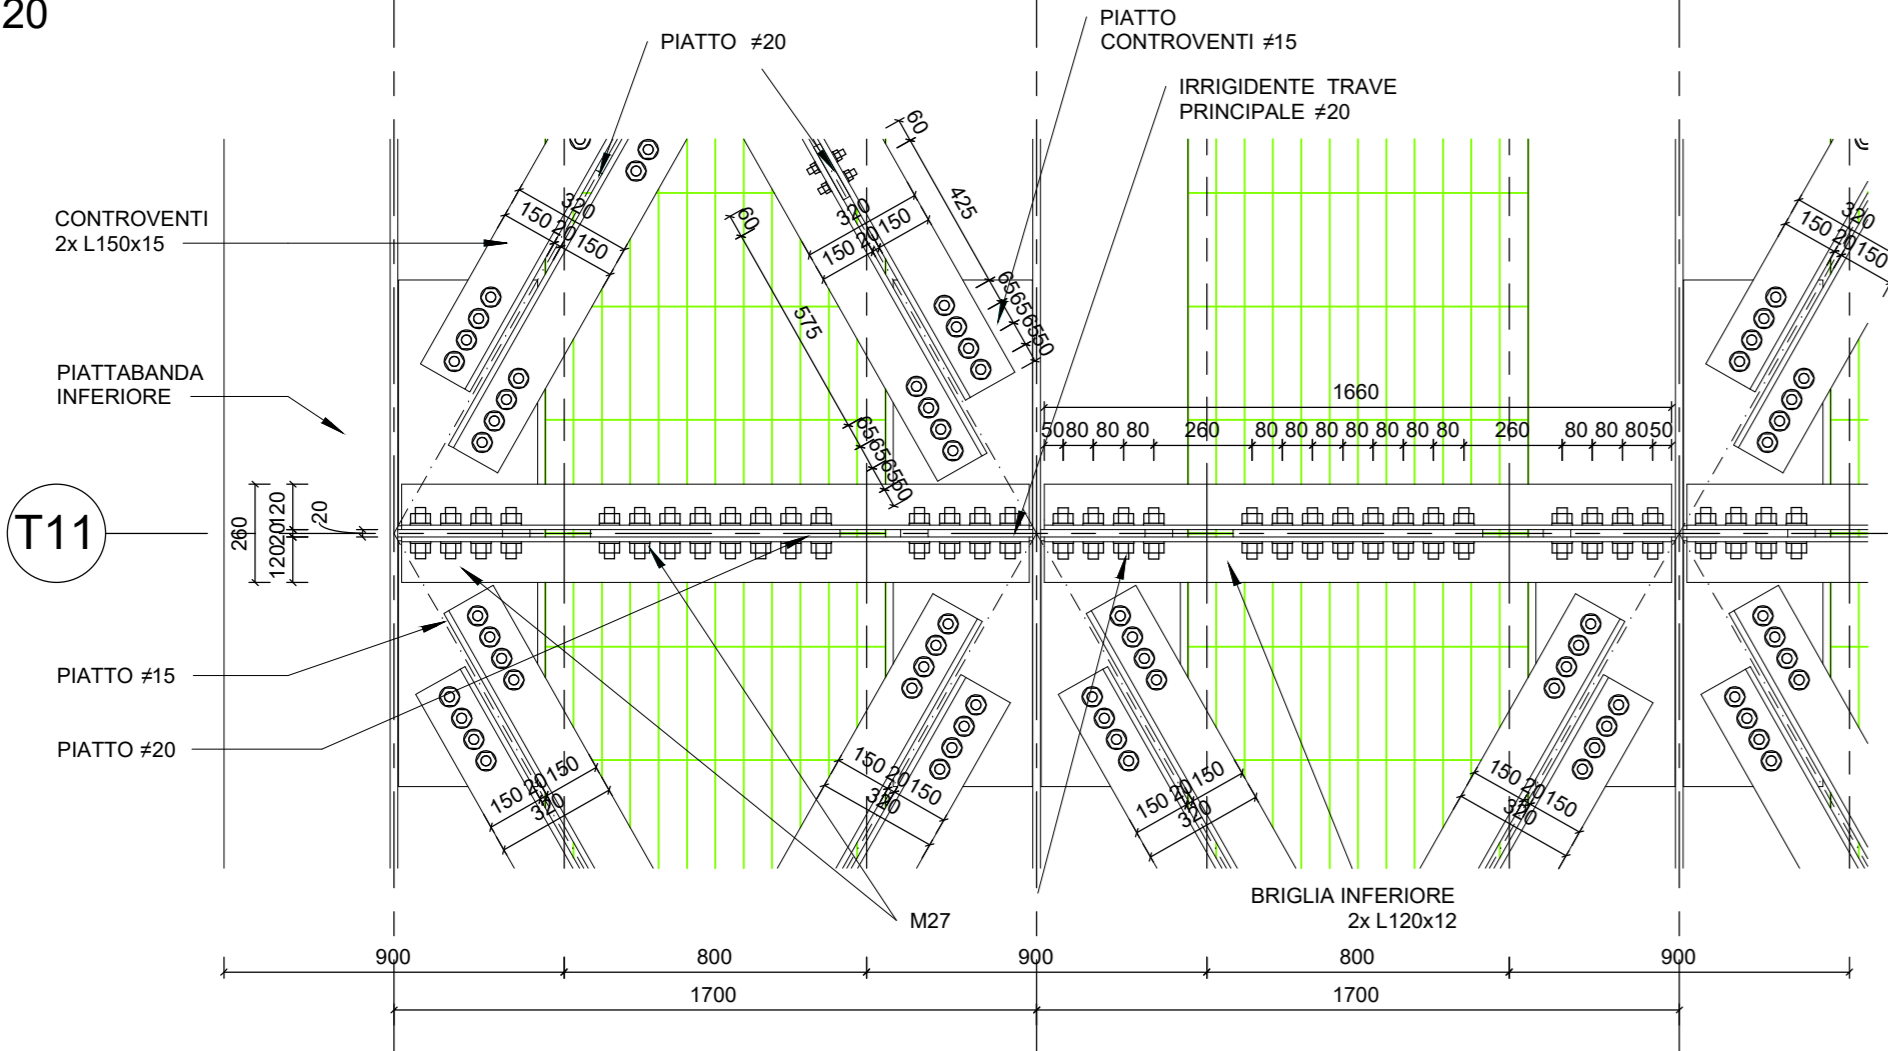 20
PIATTO ≠20
PIATTO
CONTROVENTI ≠15
IRRIGIDENTE TRAVE
PRINCIPALE ≠20
CONTROVENTI
2x L150x15
PIATTABANDA
INFERIORE
T11
PIATTO ≠15
PIATTO ≠20
M27
BRIGLIA INFERIORE
2x L120x12
320
150 20 150
320
150 20 150
60
425
65 65 65 50
60
575
65 65 65 50
320
150 20 150
1660
50 80 80 80 260 80 80 80 80 80 80 80 260 80 80 80 50
260
120 20 120
20
150 20 150
320
150 20 150
320
150 20 150
320
150 20 150
320
900 800 900 800 900
1700 1700